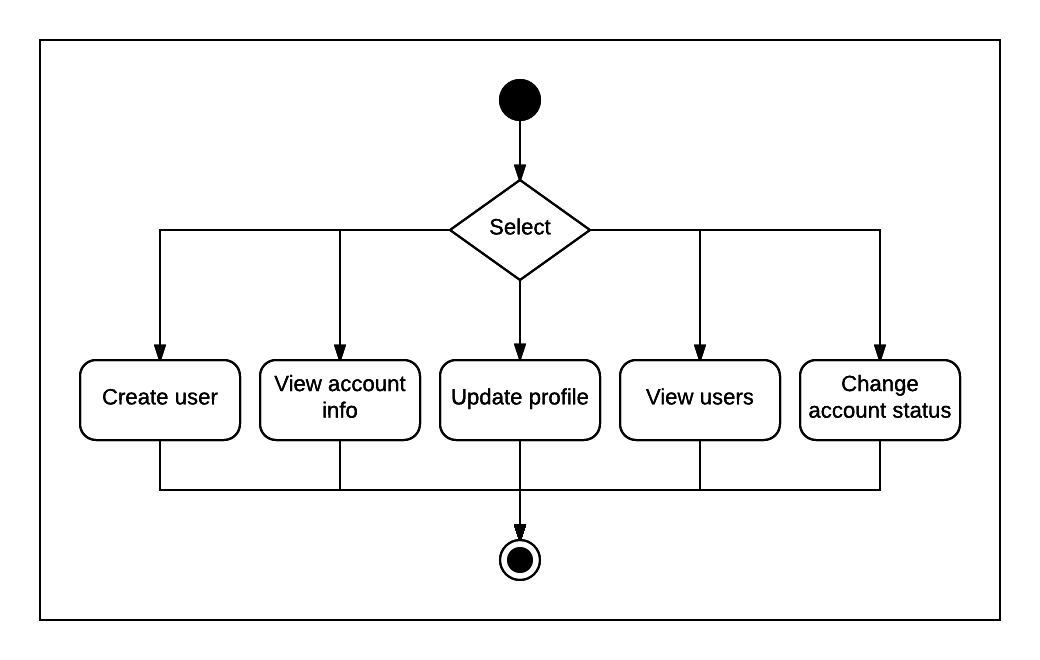 Select
Create user
View account
info
Update profile
View users
Change
account status